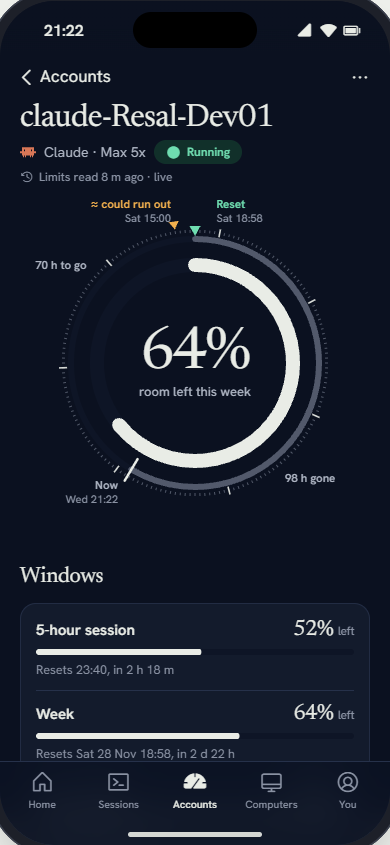 21:22
Accounts
claude-Resal-Dev01
Claude · Max 5x
Running
Limits read 8 m ago · live
≈ could run out
Sat 15:00
Reset
Sat 18:58
70 h to go
64%
room left this week
98 h gone
Now
Wed 21:22
Windows
5-hour session
52% left
Resets 23:40, in 2 h 18 m
Week
64% left
Resets Sat 28 Nov 18:58, in 2 d 22 h
Home
Sessions
Accounts
Computers
You